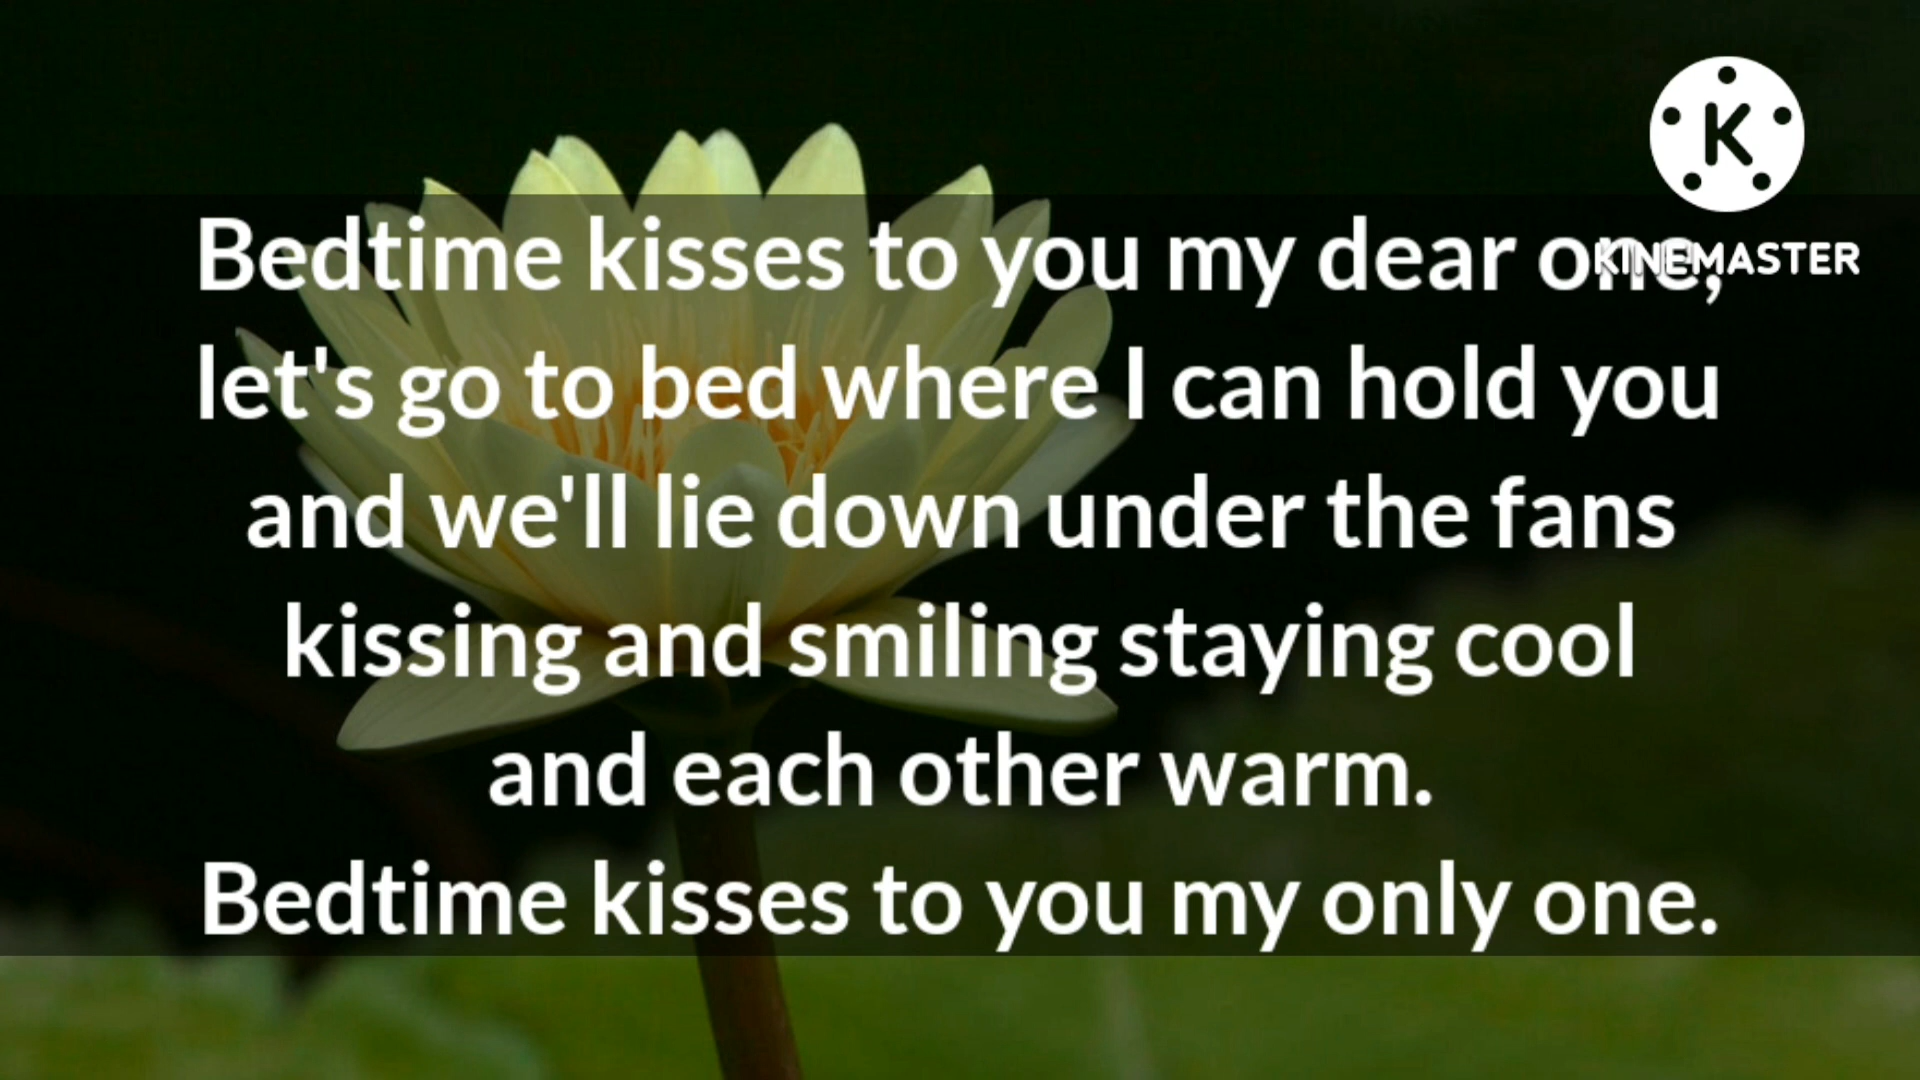 Bedtime kisses to you my dear one,
let's go to bed where I can hold you
and we'll lie down under the fans
kissing and smiling staying cool
and each other warm.
Bedtime kisses to you my only one.
K
KINEMASTER